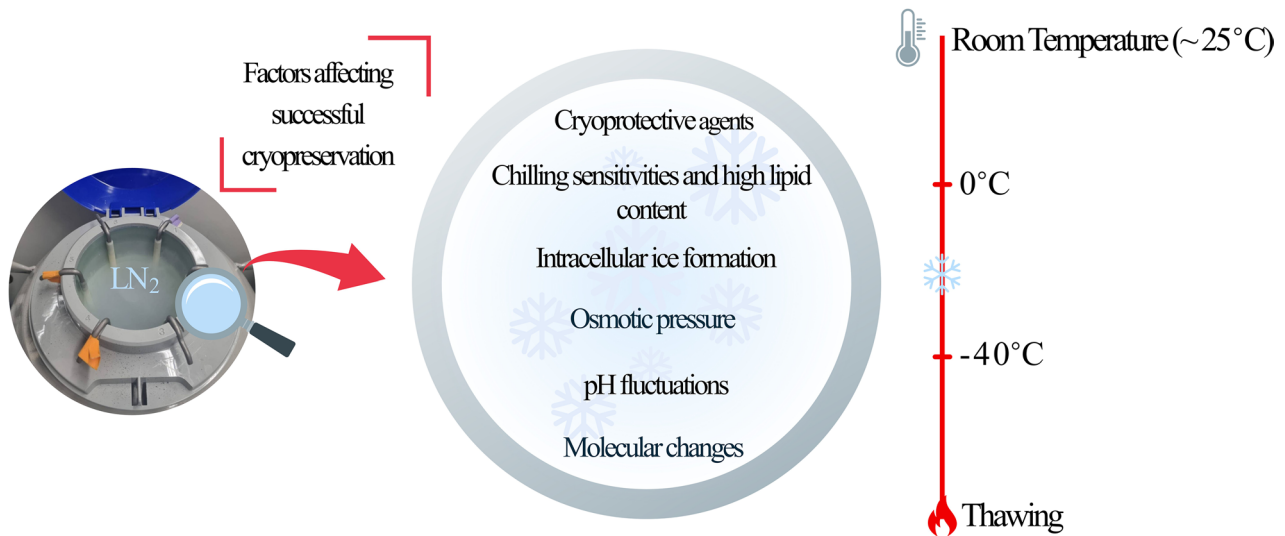 Factors affecting
successful
cryopreservation
LN₂
Cryoprotective agents
Chilling sensitivities and high lipid
content
Intracellular ice formation
Osmotic pressure
pH fluctuations
Molecular changes
Room Temperature (~25°C)
0°C
-40°C
Thawing